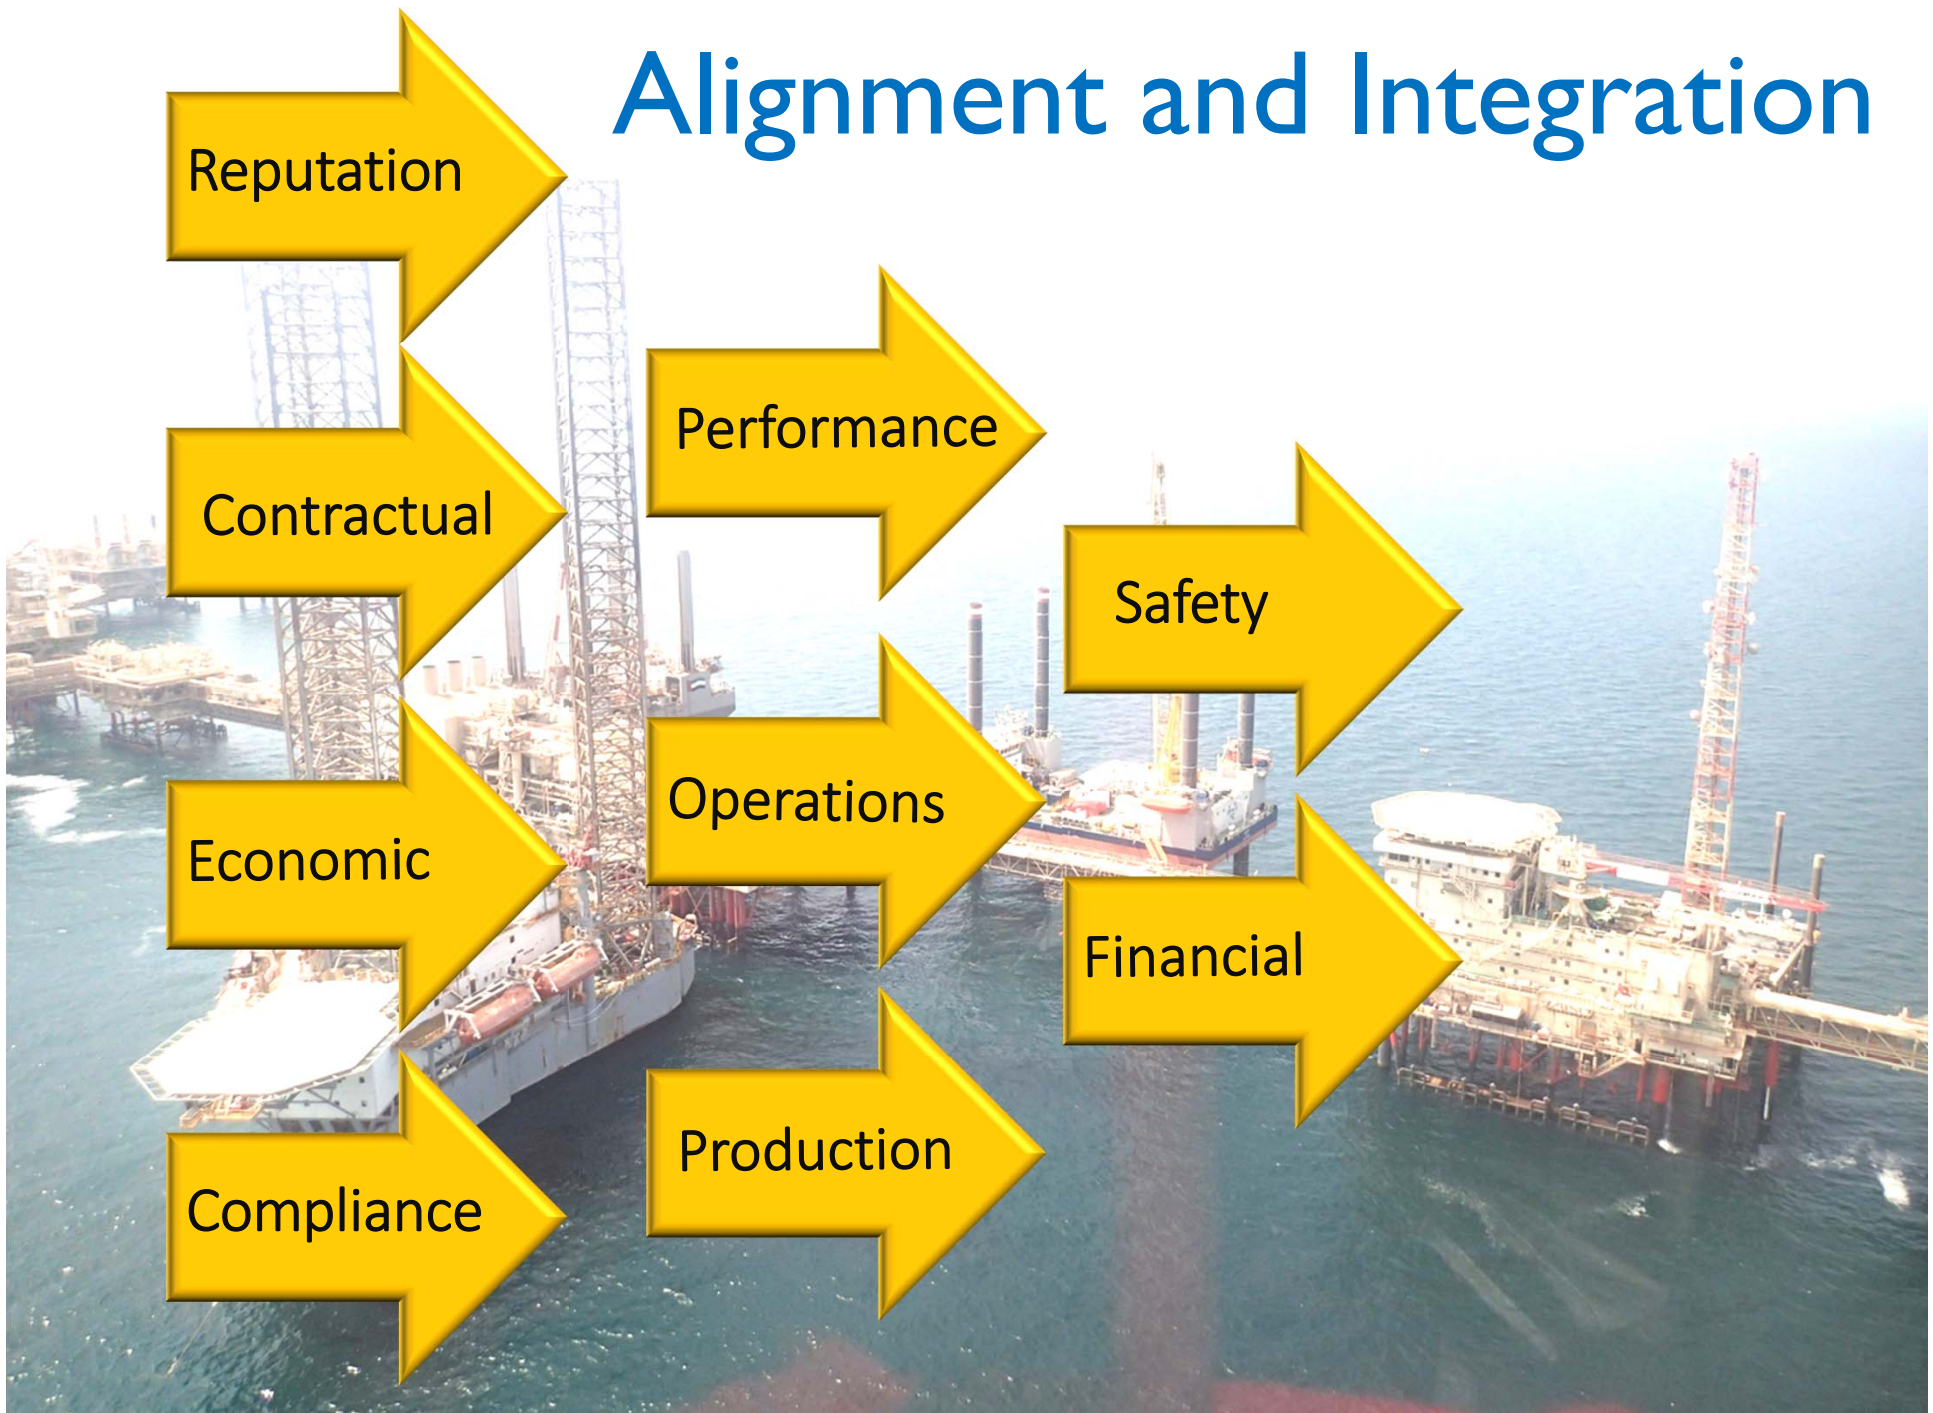 Alignment and Integration
Reputation
Contractual
Economic
Compliance
Performance
Operations
Production
Safety
Financial